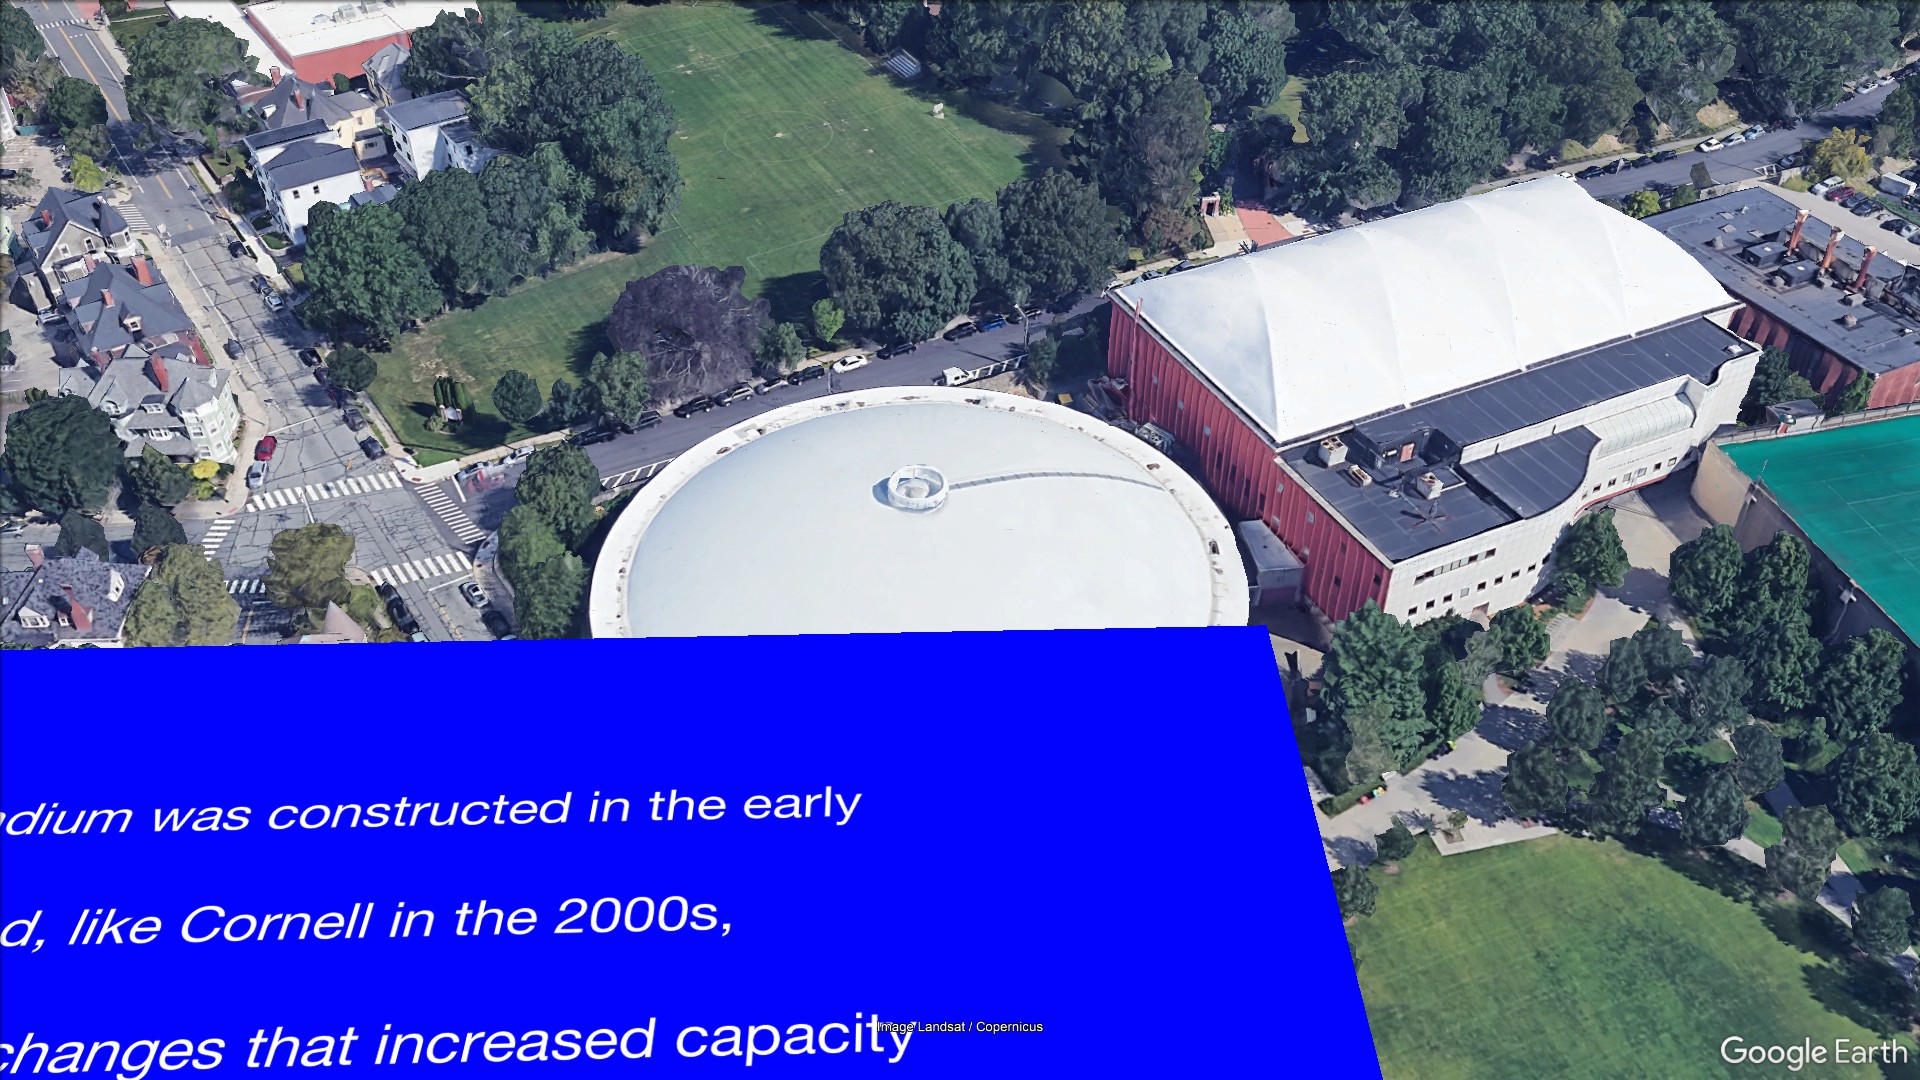 was constructed in the early
d, like Cornell in the 2000s,
changes that increased capacity
Image Landsat / Copernicus
Google Earth